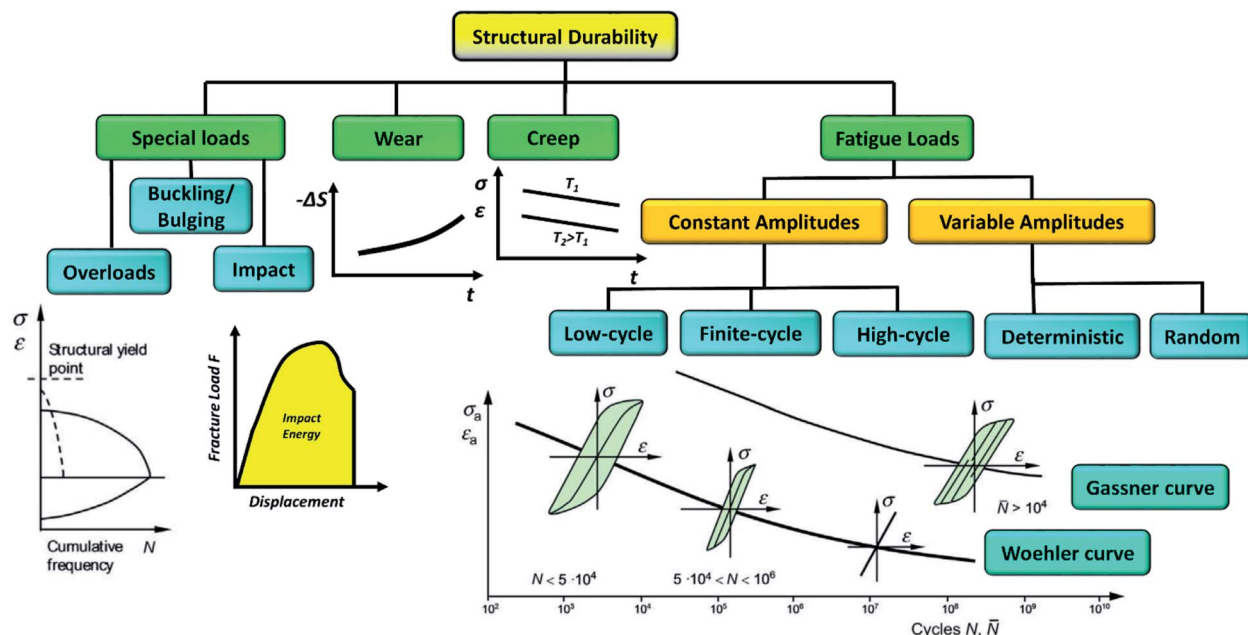 Structural Durability
Special loads
Wear
Creep
Fatigue Loads
Buckling/
Bulging
Overloads
Impact
-ΔS
t
σ
ε
T₁
T₂>T₁
t
Constant Amplitudes
Variable Amplitudes
Low-cycle
Finite-cycle
High-cycle
Deterministic
Random
σ
ε
Structural yield
point
Cumulative
frequency
N
Fracture Load F
Impact
Energy
Displacement
σₐ
εₐ
σ
ε
σ
ε
σ
ε
σ
ε
N̄ > 10⁴
Gassner curve
Woehler curve
N < 5 ·10⁴
5 ·10⁴ < N < 10⁶
10² 10³ 10⁴ 10⁵ 10⁶ 10⁷ 10⁸ 10⁹ 10¹⁰
Cycles N, N̄